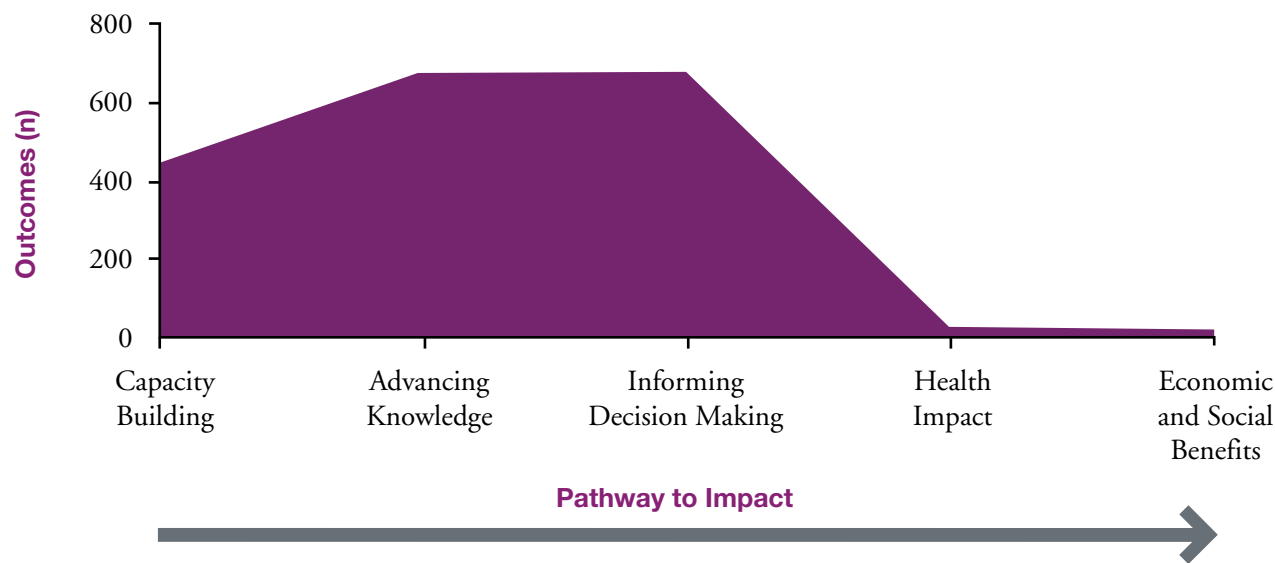 800
600
400
200
0
Outcomes (n)
Capacity
Building
Advancing
Knowledge
Informing
Decision Making
Health
Impact
Economic
and Social
Benefits
Pathway to Impact